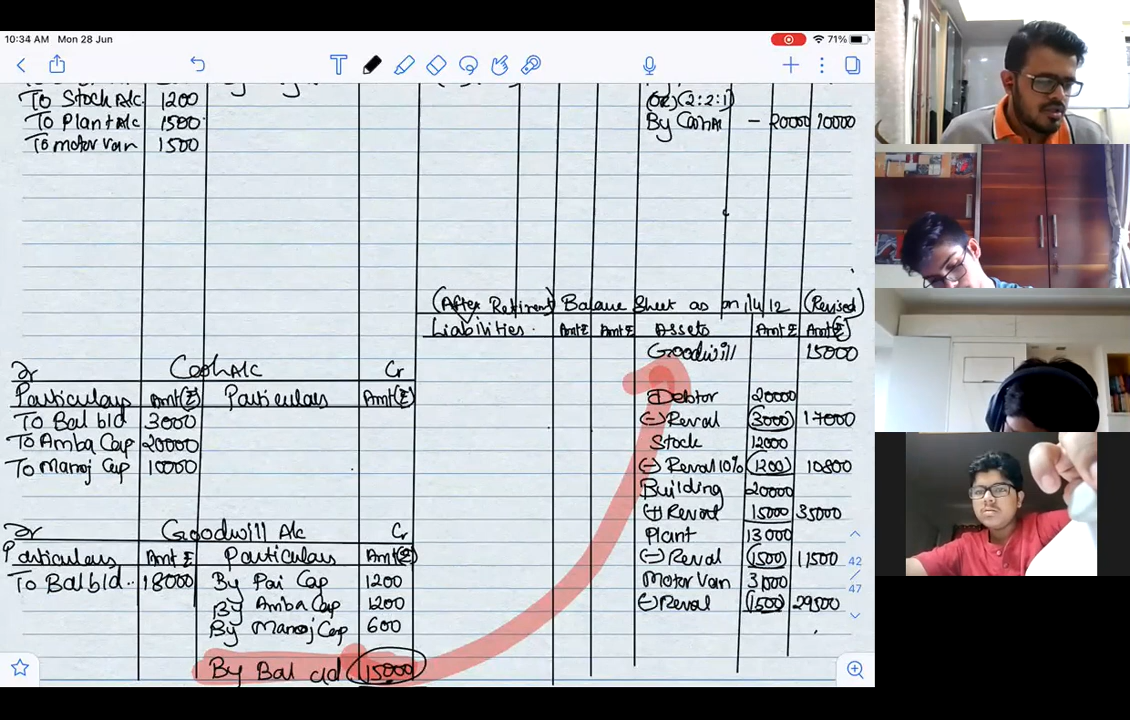 10:34 AM Mon 28 Jun
71%
To Stock A/c. 1200
To Plant A/c 1500
To motor van 1500
(OR) (2:2:1)
By Cash A/c – 20000 10000
(After Retirent) Balance Sheet as on 1/4/12 (Revised)
Liabilities. Amt ₹ Amt ₹ Assets Amt ₹ Amt(₹)
Goodwill 15000
Debtor 20000
(-) Reval (3000) 17000
Stock 12000
(-) Reval 10% (1200) 10800
Building 20000
(+) Reval 15000 35000
Plant 13000
(-) Reval (1500) 11500
Motor Van 31000
(-) Reval (1500) 29500
Dr Cash A/c Cr
Particulars Amt(₹) Particulars Amt(₹)
To Bal b/d 3000
To Amba Cap 20000
To Manoj Cap 10000
Dr Goodwill A/c Cr
Particulars Amt ₹ Particulars Amt(₹)
To Bal b/d.. 18000 By Pai Cap 1200
By Amba Cap 1200
By Manoj Cap 600
By Bal c/d 15000
42
/
47